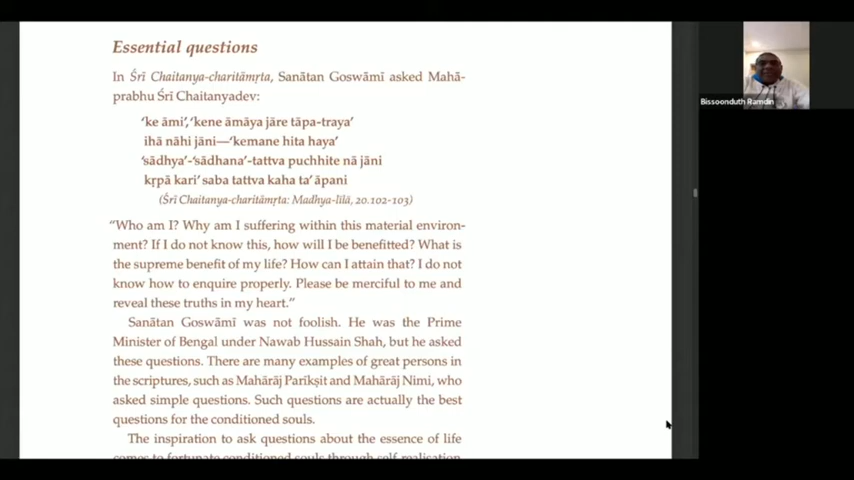 Essential questions
In Śrī Chaitanya-charitāmṛta, Sanātan Goswāmī asked Mahā-
prabhu Śrī Chaitanyadev:
‘ke āmi’, ‘kene āmāya jāre tāpa-traya’
ihā nāhi jāni—‘kemane hita haya’
‘sādhya’-‘sādhana’-tattva puchhite nā jāni
kṛpā kari’ saba tattva kaha ta’ āpani
(Śrī Chaitanya-charitāmṛta: Madhya-līlā, 20.102-103)
“Who am I? Why am I suffering within this material environ-
ment? If I do not know this, how will I be benefitted? What is
the supreme benefit of my life? How can I attain that? I do not
know how to enquire properly. Please be merciful to me and
reveal these truths in my heart.”
Sanātan Goswāmī was not foolish. He was the Prime
Minister of Bengal under Nawab Hussain Shah, but he asked
these questions. There are many examples of great persons in
the scriptures, such as Mahārāj Parīkṣit and Mahārāj Nimi, who
asked simple questions. Such questions are actually the best
questions for the conditioned souls.
The inspiration to ask questions about the essence of life
comes to fortunate conditioned souls through self-realisation
Bissoonduth Ramdin